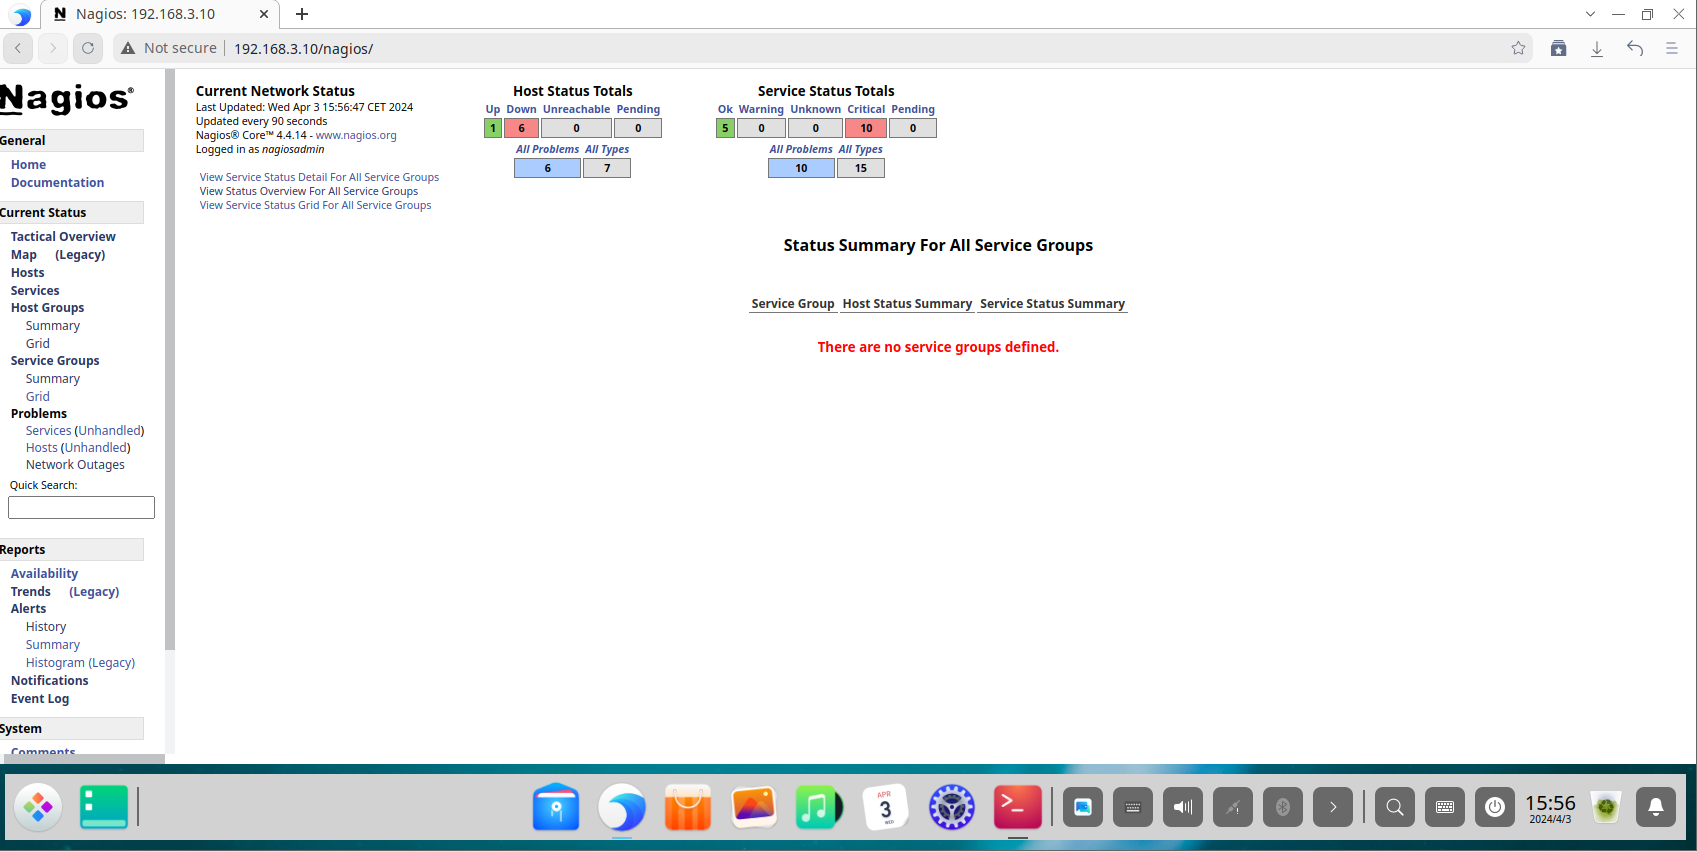 Nagios: 192.168.3.10
Not secure
192.168.3.10/nagios/
Nagios®
General
Home
Documentation
Current Status
Tactical Overview
Map (Legacy)
Hosts
Services
Host Groups
Summary
Grid
Service Groups
Summary
Grid
Problems
Services (Unhandled)
Hosts (Unhandled)
Network Outages
Quick Search:
Reports
Availability
Trends (Legacy)
Alerts
History
Summary
Histogram (Legacy)
Notifications
Event Log
System
Comments
Current Network Status
Last Updated: Wed Apr 3 15:56:47 CET 2024
Updated every 90 seconds
Nagios® Core™ 4.4.14 - www.nagios.org
Logged in as nagiosadmin
View Service Status Detail For All Service Groups
View Status Overview For All Service Groups
View Service Status Grid For All Service Groups
Host Status Totals
Up Down Unreachable Pending
1 6 0 0
All Problems All Types
6 7
Service Status Totals
Ok Warning Unknown Critical Pending
5 0 0 10 0
All Problems All Types
10 15
Status Summary For All Service Groups
Service Group Host Status Summary Service Status Summary
There are no service groups defined.
APR
3
WED
15:56
2024/4/3